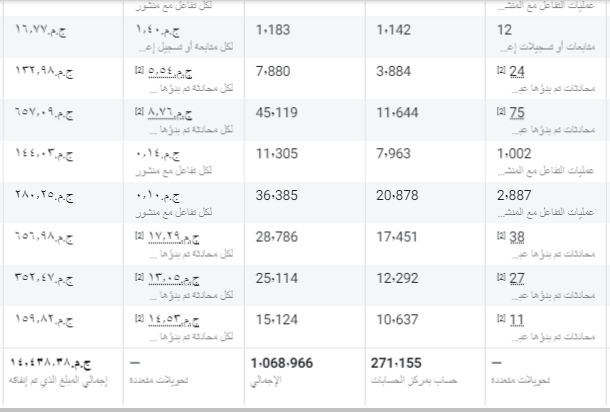 عمليات التفاعل مع المنش...
لكل تفاعل مع منشور
12 1،142 1،183 ج.م.١,٤٠ ج.م.١٦,٧٧
متابعات أو تسجيلات إع... لكل متابعة أو تسجيل إع...
24 [2] 3،884 7،880 ج.م.٥,٥٤ [2] ج.م.١٣٢,٩٨
محادثات تم بدؤها عبـ... لكل محادثة تم بدؤها ...
75 [2] 11،644 45،119 ج.م.٨,٧٦ [2] ج.م.٦٥٧,٠٩
محادثات تم بدؤها عبـ... لكل محادثة تم بدؤها ...
1،002 7،963 11،305 ج.م.٠,١٤ ج.م.١٤٤,٠٣
عمليات التفاعل مع المنش... لكل تفاعل مع منشور
2،887 20،878 36،385 ج.م.٠,١٠ ج.م.٢٨٠,٢٥
عمليات التفاعل مع المنش... لكل تفاعل مع منشور
38 [2] 17،451 28،786 ج.م.١٧,٢٩ [2] ج.م.٦٥٦,٩٨
محادثات تم بدؤها عبـ... لكل محادثة تم بدؤها ...
27 [2] 12،292 25،114 ج.م.١٣,٠٥ [2] ج.م.٣٥٢,٤٧
محادثات تم بدؤها عبـ... لكل محادثة تم بدؤها ...
11 [2] 10،637 15،124 ج.م.١٤,٥٣ [2] ج.م.١٥٩,٨٢
محادثات تم بدؤها عبـ... لكل محادثة تم بدؤها ...
— 271،155 1،068،966 — ج.م.١٤,٤٣٨,٣٨
تحويلات متعددة حساب بمركز الحسابات الإجمالي تحويلات متعددة إجمالي المبلغ الذي تم إنفاقه